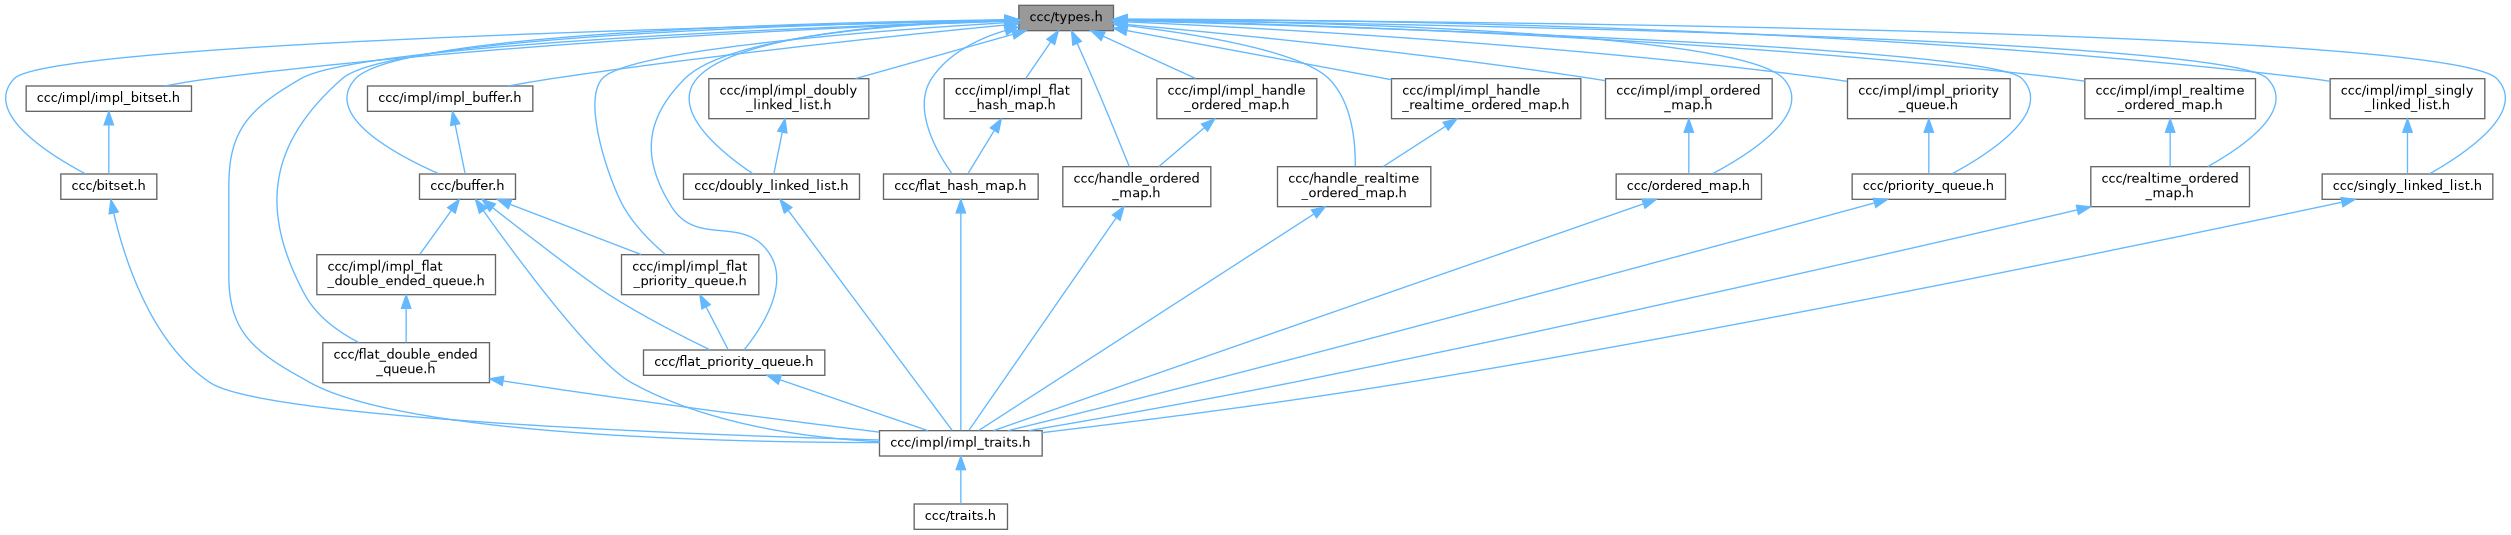 ccc/types.h
ccc/impl/impl_bitset.h
ccc/impl/impl_buffer.h
ccc/impl/impl_doubly
_linked_list.h
ccc/impl/impl_flat
_hash_map.h
ccc/impl/impl_handle
_ordered_map.h
ccc/impl/impl_handle
_realtime_ordered_map.h
ccc/impl/impl_ordered
_map.h
ccc/impl/impl_priority
_queue.h
ccc/impl/impl_realtime
_ordered_map.h
ccc/impl/impl_singly
_linked_list.h
ccc/bitset.h
ccc/buffer.h
ccc/doubly_linked_list.h
ccc/flat_hash_map.h
ccc/handle_ordered
_map.h
ccc/handle_realtime
_ordered_map.h
ccc/ordered_map.h
ccc/priority_queue.h
ccc/realtime_ordered
_map.h
ccc/singly_linked_list.h
ccc/impl/impl_flat
_double_ended_queue.h
ccc/impl/impl_flat
_priority_queue.h
ccc/flat_double_ended
_queue.h
ccc/flat_priority_queue.h
ccc/impl/impl_traits.h
ccc/traits.h